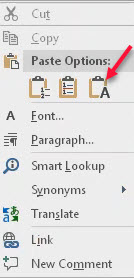 Cut
Copy
Paste Options:
A
Font...
Paragraph...
Smart Lookup
Synonyms
Translate
Link
New Comment